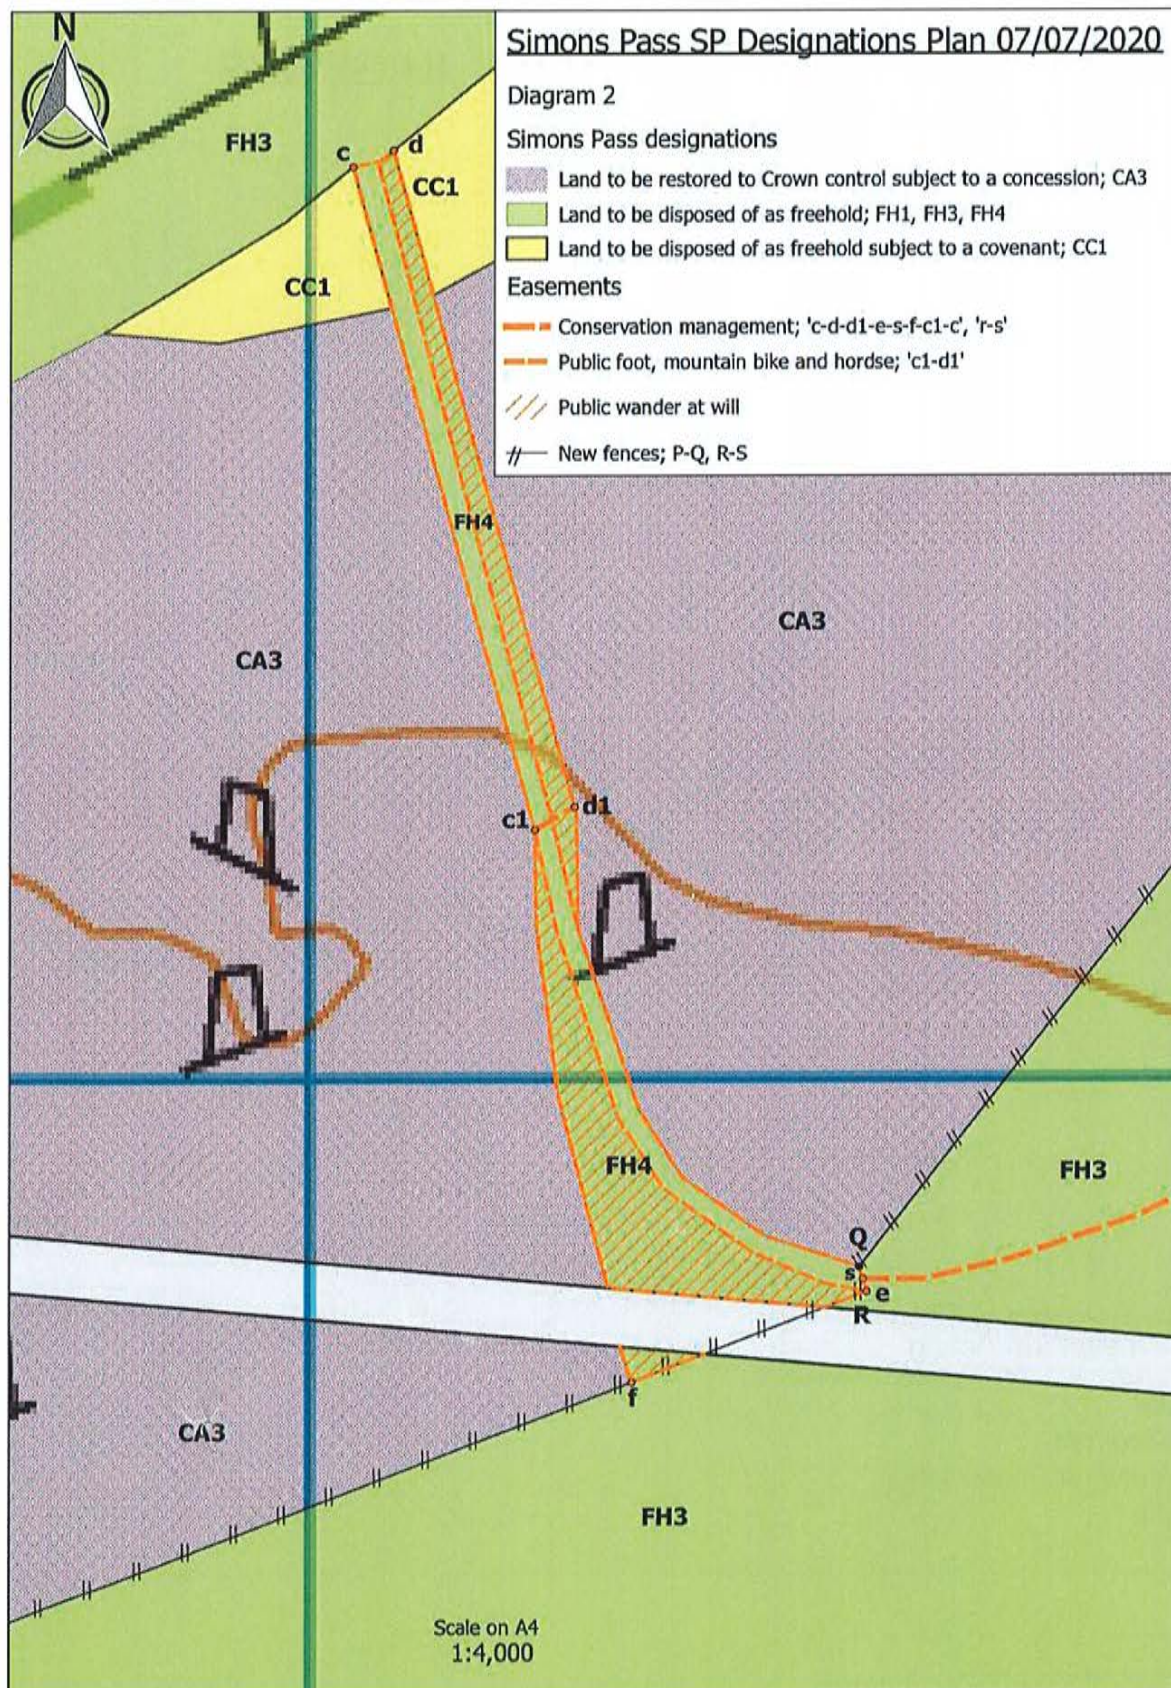 N
Simons Pass SP Designations Plan 07/07/2020
Diagram 2
Simons Pass designations
Land to be restored to Crown control subject to a concession; CA3
Land to be disposed of as freehold; FH1, FH3, FH4
Land to be disposed of as freehold subject to a covenant; CC1
Easements
Conservation management; 'c-d-d1-e-s-f-c1-c', 'r-s'
Public foot, mountain bike and hordse; 'c1-d1'
Public wander at will
New fences; P-Q, R-S
FH3
c
d
CC1
CC1
FH4
CA3
CA3
d1
c1
FH4
FH3
Q
s
e
R
f
CA3
FH3
Scale on A4
1:4,000